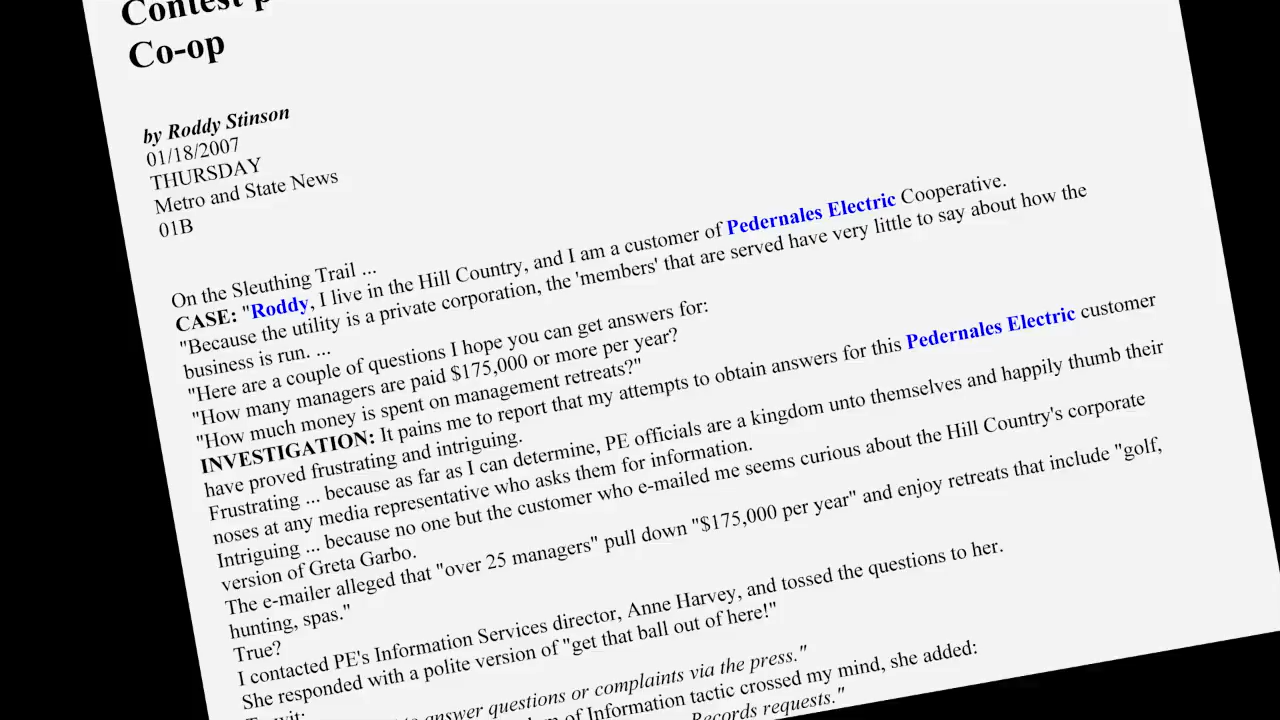 Contest
Co-op
by Roddy Stinson
01/18/2007
THURSDAY
Metro and State News
01B
On the Sleuthing Trail ...
CASE: "Roddy, I live in the Hill Country, and I am a customer of Pedernales Electric Cooperative.
"Because the utility is a private corporation, the 'members' that are served have very little to say about how the
business is run. ...
"Here are a couple of questions I hope you can get answers for:
"How many managers are paid $175,000 or more per year?
"How much money is spent on management retreats?"
INVESTIGATION: It pains me to report that my attempts to obtain answers for this Pedernales Electric customer
have proved frustrating and intriguing.
Frustrating ... because as far as I can determine, PE officials are a kingdom unto themselves and happily thumb their
noses at any media representative who asks them for information.
Intriguing ... because no one but the customer who e-mailed me seems curious about the Hill Country's corporate
version of Greta Garbo.
The e-mailer alleged that "over 25 managers" pull down "$175,000 per year" and enjoy retreats that include "golf,
hunting, spas."
True?
I contacted PE's Information Services director, Anne Harvey, and tossed the questions to her.
She responded with a polite version of "get that ball out of here!"
To wit:
answer questions or complaints via the press."
of Information tactic crossed my mind, she added:
Records requests."